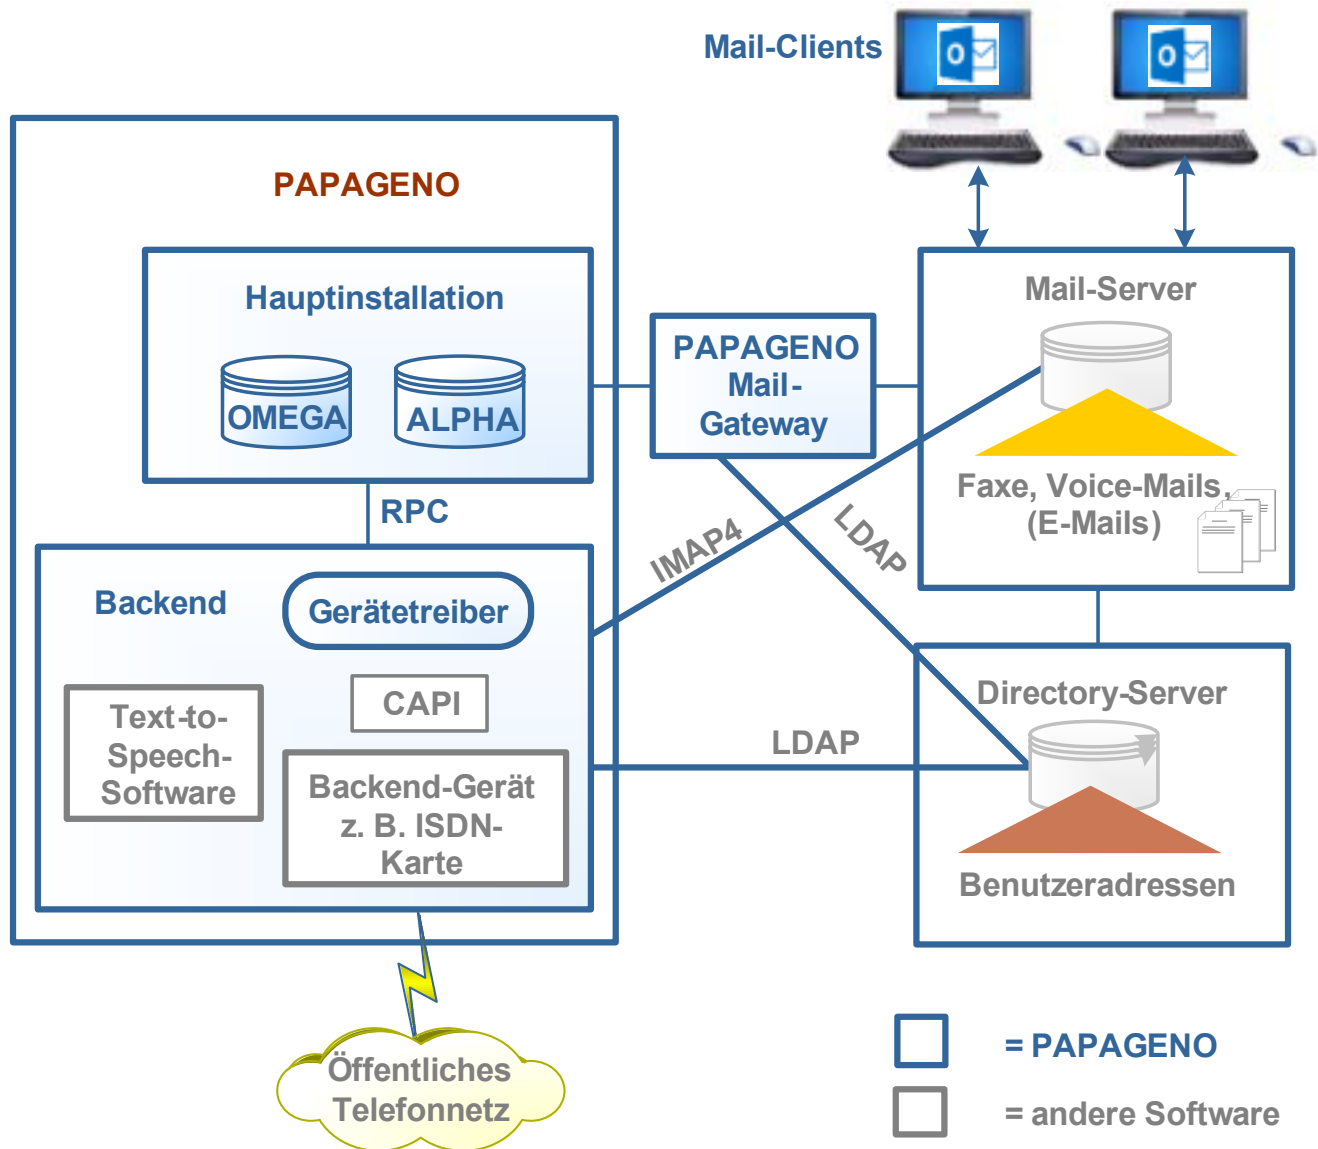 Mail-Clients
PAPAGENO
Hauptinstallation
OMEGA
ALPHA
RPC
PAPAGENO
Mail-
Gateway
Mail-Server
Faxe, Voice-Mails,
(E-Mails)
IMAP4
LDAP
Backend
Gerätetreiber
CAPI
Text-to-
Speech-
Software
Backend-Gerät
z. B. ISDN-
Karte
LDAP
Directory-Server
Benutzeradressen
Öffentliches
Telefonnetz
= PAPAGENO
= andere Software